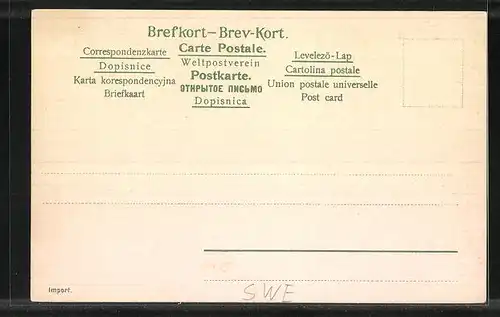 Brefkort–Brev-Kort.
Correspondenzkarte
Dopisnice
Karta korespondencyjna
Briefkaart
Carte Postale.
Weltpostverein
Postkarte.
ОТКРЫТОЕ ПИСЬМО
Dopisnica
Levelező-Lap
Cartolina postale
Union postale universelle
Post card
Import.
SWE